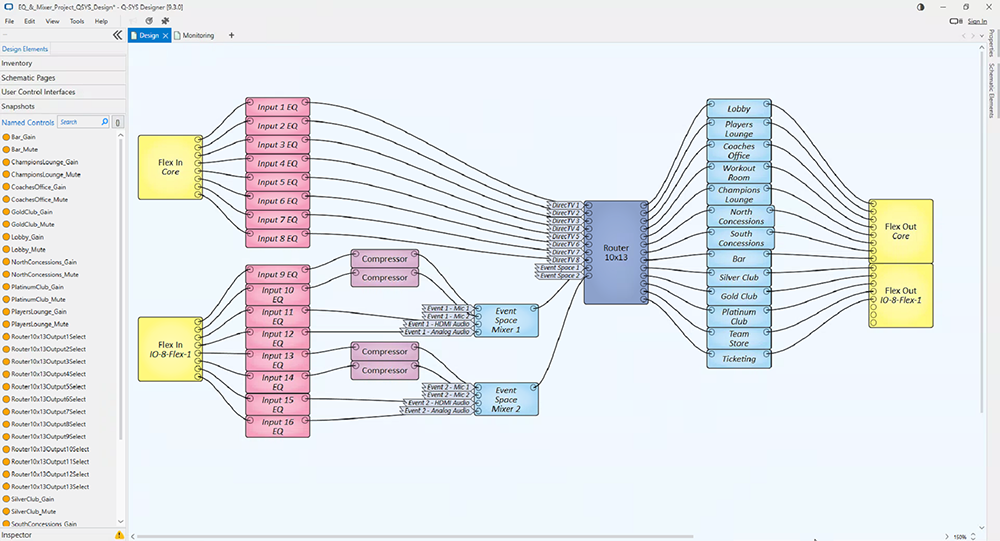 EQ_&_Mixer_Project_QSYS_Design* - Q-SYS Designer [9.3.0]
File Edit View Tools Help
Sign In
Design
Monitoring
Design Elements
Inventory
Schematic Pages
User Control Interfaces
Snapshots
Named Controls
Search
Bar_Gain
Bar_Mute
ChampionsLounge_Gain
ChampionsLounge_Mute
CoachesOffice_Gain
CoachesOffice_Mute
GoldClub_Gain
GoldClub_Mute
Lobby_Gain
Lobby_Mute
NorthConcessions_Gain
NorthConcessions_Mute
PlatinumClub_Gain
PlatinumClub_Mute
PlayersLounge_Gain
PlayersLounge_Mute
Router10x13Output1Select
Router10x13Output2Select
Router10x13Output3Select
Router10x13Output4Select
Router10x13Output5Select
Router10x13Output6Select
Router10x13Output7Select
Router10x13Output8Select
Router10x13Output9Select
Router10x13Output10Select
Router10x13Output11Select
Router10x13Output12Select
Router10x13Output13Select
SilverClub_Gain
SilverClub_Mute
SouthConcessions_Gain
Inspector
Flex In
Core
Input 1 EQ
Input 2 EQ
Input 3 EQ
Input 4 EQ
Input 5 EQ
Input 6 EQ
Input 7 EQ
Input 8 EQ
Flex In
IO-8-Flex-1
Input 9 EQ
Input 10
EQ
Input 11
EQ
Input 12
EQ
Input 13
EQ
Input 14
EQ
Input 15
EQ
Input 16
EQ
Compressor
Compressor
Compressor
Compressor
Event 1 - Mic 1
Event 1 - Mic 2
Event 1 - HDMI Audio
Event 1 - Analog Audio
Event
Space
Mixer 1
Event 2 - Mic 1
Event 2 - Mic 2
Event 2 - HDMI Audio
Event 2 - Analog Audio
Event
Space
Mixer 2
DirecTV 1
DirecTV 2
DirecTV 3
DirecTV 4
DirecTV 5
DirecTV 6
DirecTV 7
DirecTV 8
Event Space 1
Event Space 2
Router
10x13
Lobby
Players
Lounge
Coaches
Office
Workout
Room
Champions
Lounge
North
Concessions
South
Concessions
Bar
Silver Club
Gold Club
Platinum
Club
Team
Store
Ticketing
Flex Out
Core
Flex Out
IO-8-Flex-1
Properties
Schematic Elements
150%